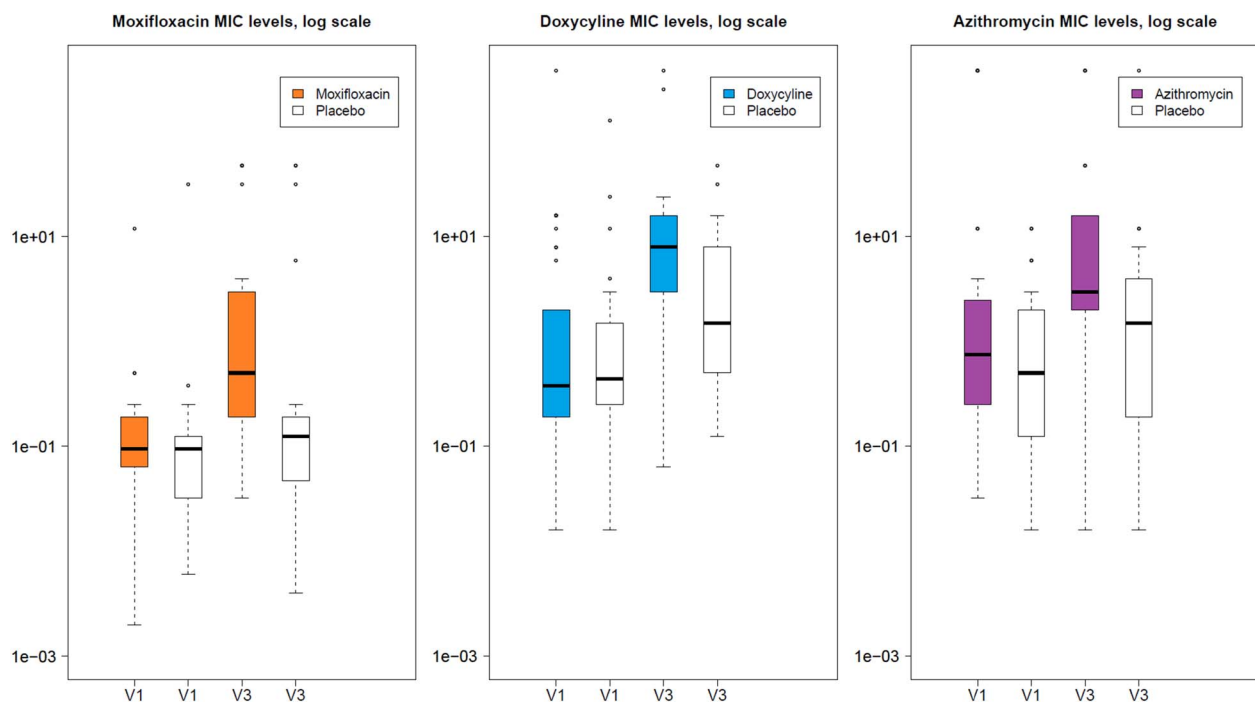 Moxifloxacin MIC levels, log scale
Moxifloxacin
Placebo
1e+01
1e−01
1e−03
V1 V1 V3 V3
Doxycyline MIC levels, log scale
Doxycyline
Placebo
1e+01
1e−01
1e−03
V1 V1 V3 V3
Azithromycin MIC levels, log scale
Azithromycin
Placebo
1e+01
1e−01
1e−03
V1 V1 V3 V3